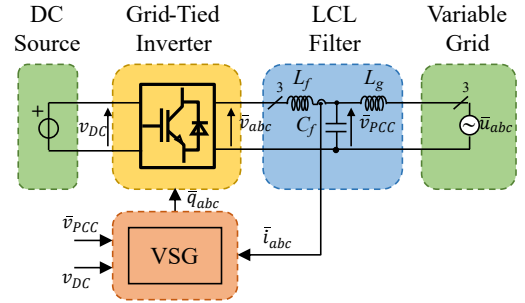 DC Source
Grid-Tied Inverter
LCL Filter
Variable Grid
+
v_DC
v̄_abc
3
L_f
C_f
L_g
v̄_PCC
3
~
ū_abc
q̄_abc
v̄_PCC
v_DC
VSG
ī_abc